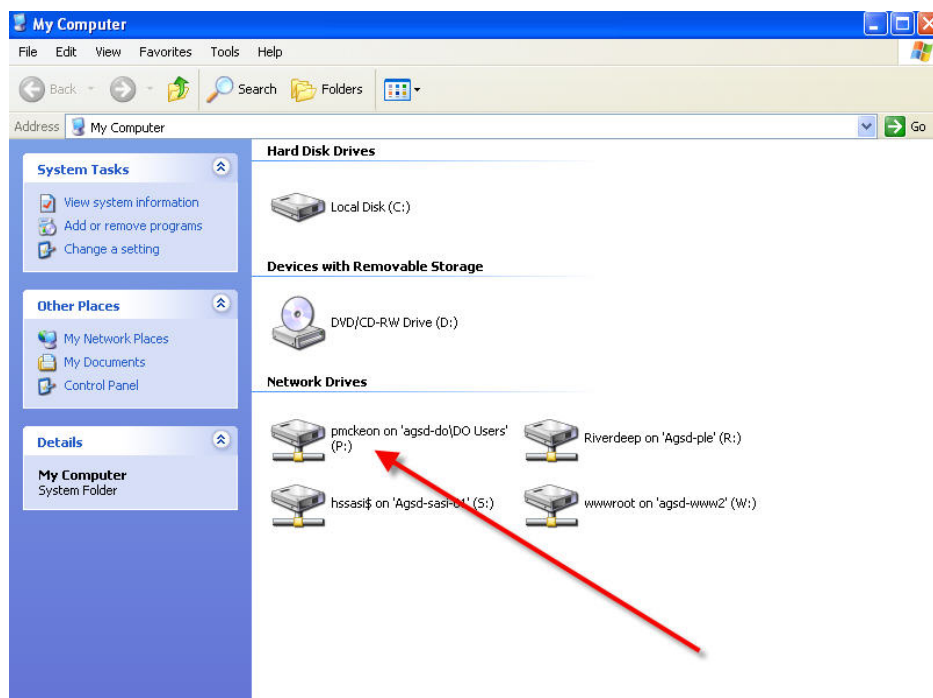 My Computer
File Edit View Favorites Tools Help
Back Search Folders
Address My Computer Go
System Tasks
View system information
Add or remove programs
Change a setting
Other Places
My Network Places
My Documents
Control Panel
Details
My Computer
System Folder
Hard Disk Drives
Local Disk (C:)
Devices with Removable Storage
DVD/CD-RW Drive (D:)
Network Drives
pmckeon on 'agsd-do\DO Users'
(P:)
Riverdeep on 'Agsd-ple' (R:)
hssasi$ on (S:)
wwwroot on 'agsd-www2' (W:)